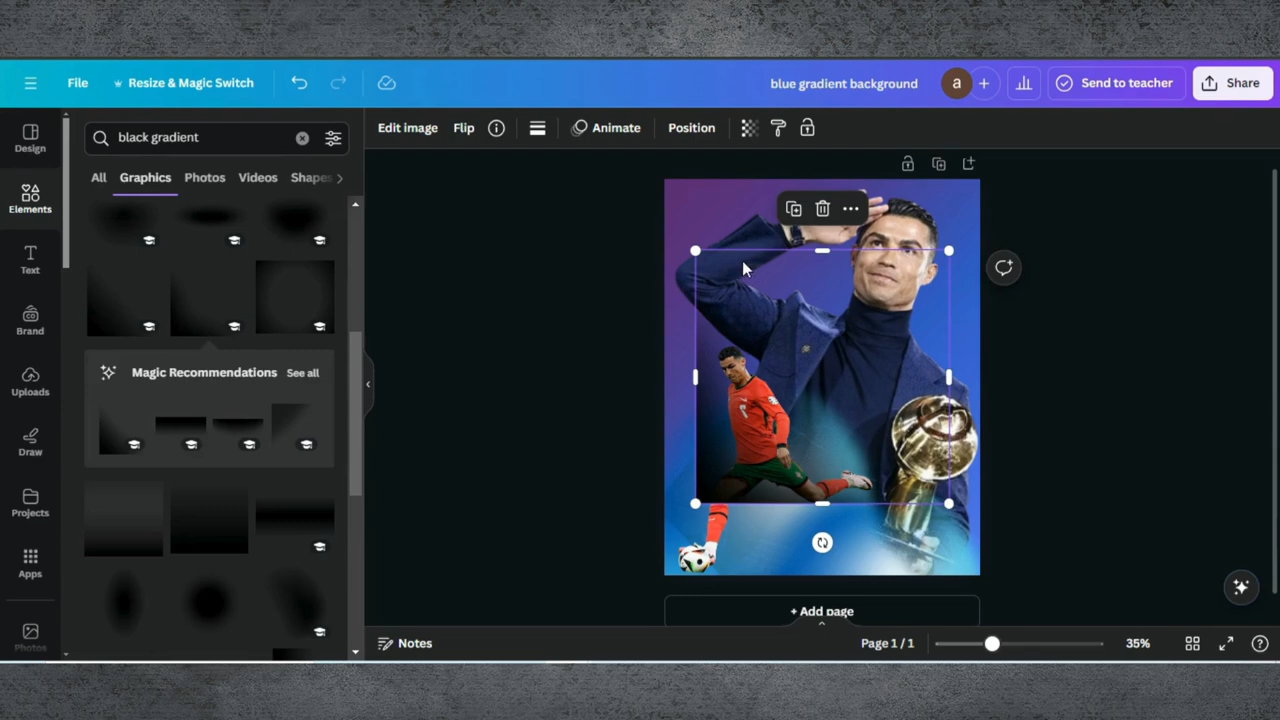 File
Resize & Magic Switch
blue gradient background
a
Send to teacher
Share
Design
Elements
Text
Brand
Uploads
Draw
Projects
Apps
Photos
black gradient
All
Graphics
Photos
Videos
Shapes
Magic Recommendations
See all
Edit image
Flip
Animate
Position
+ Add page
Notes
Page 1 / 1
35%